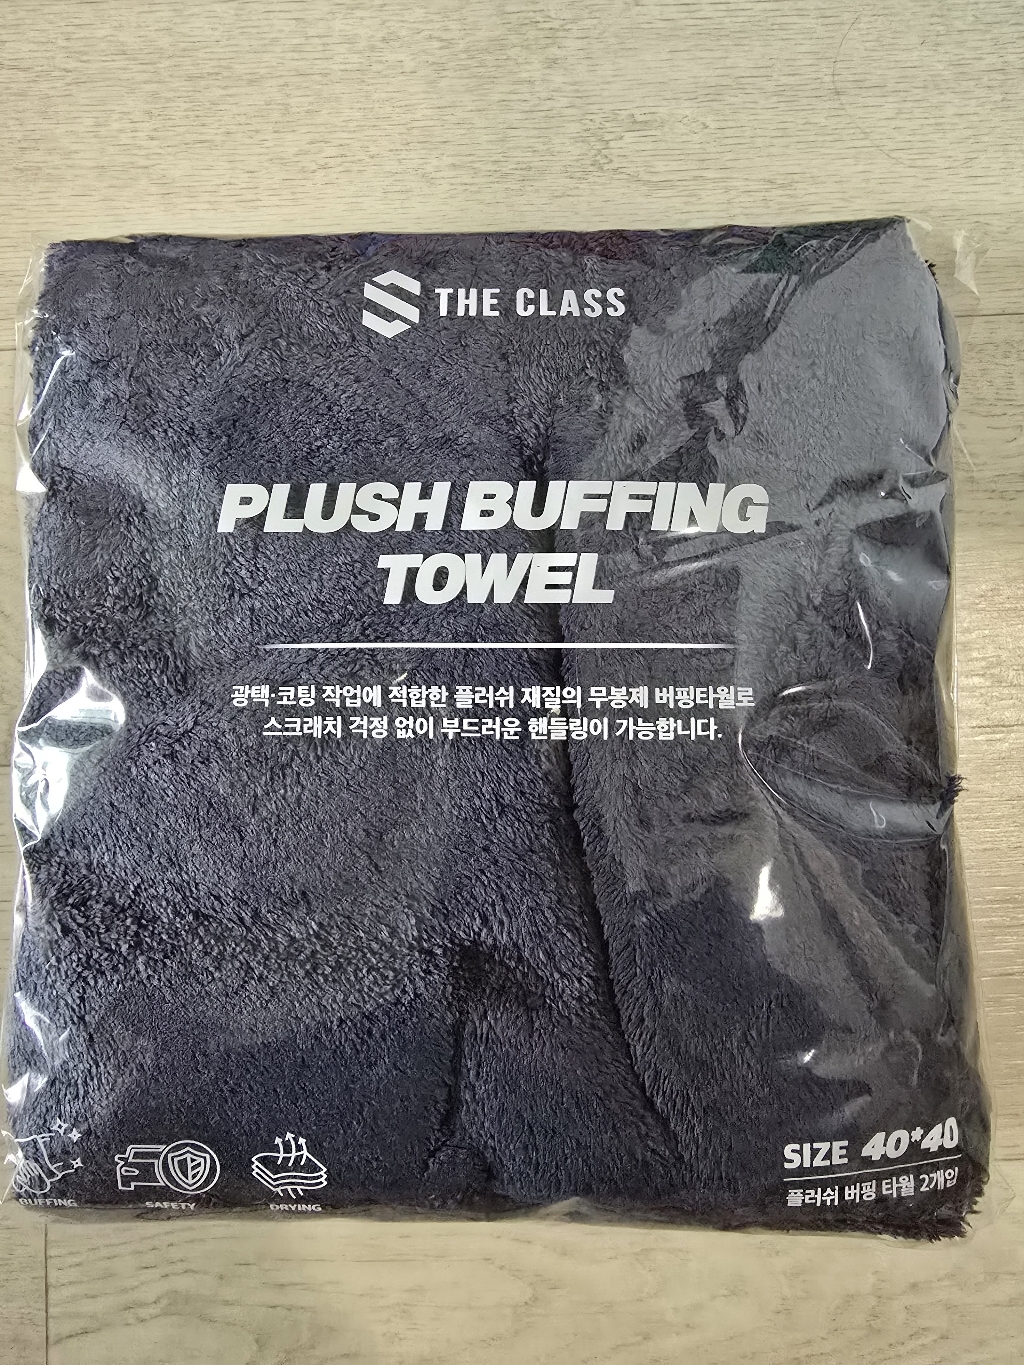 THE CLASS
PLUSH BUFFING
TOWEL
광택·코팅 작업에 적합한 플러쉬 재질의 무봉제 버핑타월로
스크래치 걱정 없이 부드러운 핸들링이 가능합니다.
BUFFING
SAFETY
DRYING
SIZE 40*40
플러쉬 버핑 타월 2개입